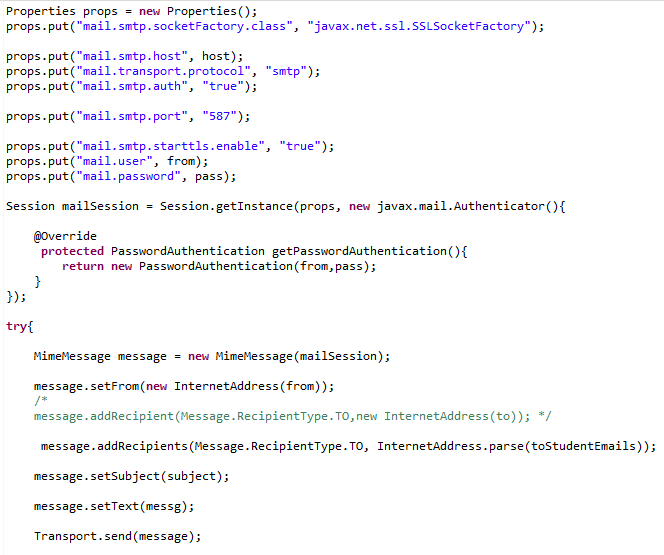 Properties props = new Properties();
props.put("mail.smtp.socketFactory.class", "javax.net.ssl.SSLSocketFactory");
props.put("mail.smtp.host", host);
props.put("mail.transport.protocol", "smtp");
props.put("mail.smtp.auth", "true");
props.put("mail.smtp.port", "587");
props.put("mail.smtp.starttls.enable", "true");
props.put("mail.user", from);
props.put("mail.password", pass);
Session mailSession = Session.getInstance(props, new javax.mail.Authenticator(){
@Override
protected PasswordAuthentication getPasswordAuthentication(){
return new PasswordAuthentication(from,pass);
}
});
try{
MimeMessage message = new MimeMessage(mailSession);
message.setFrom(new InternetAddress(from));
/*
message.addRecipient(Message.RecipientType.TO,new InternetAddress(to)); */
message.addRecipients(Message.RecipientType.TO, InternetAddress.parse(toStudentEmails));
message.setSubject(subject);
message.setText(messg);
Transport.send(message);